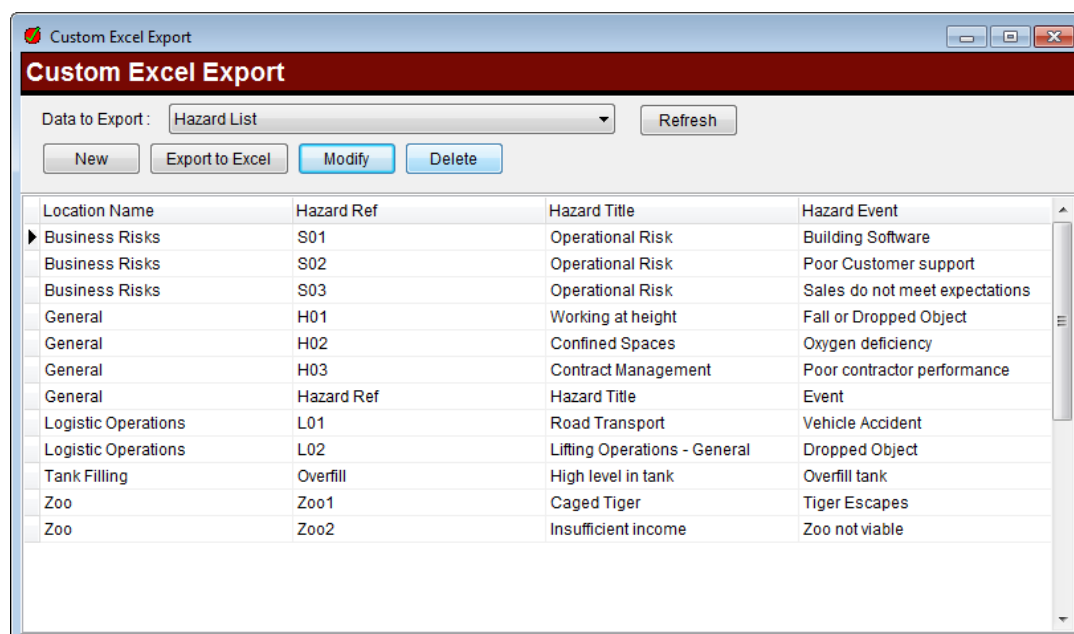 Custom Excel Export
Custom Excel Export
Data to Export : Hazard List Refresh
New Export to Excel Modify Delete
Location Name Hazard Ref Hazard Title Hazard Event
Business Risks S01 Operational Risk Building Software
Business Risks S02 Operational Risk Poor Customer support
Business Risks S03 Operational Risk Sales do not meet expectations
General H01 Working at height Fall or Dropped Object
General H02 Confined Spaces Oxygen deficiency
General H03 Contract Management Poor contractor performance
General Hazard Ref Hazard Title Event
Logistic Operations L01 Road Transport Vehicle Accident
Logistic Operations L02 Lifting Operations - General Dropped Object
Tank Filling Overfill High level in tank Overfill tank
Zoo Zoo1 Caged Tiger Tiger Escapes
Zoo Zoo2 Insufficient income Zoo not viable